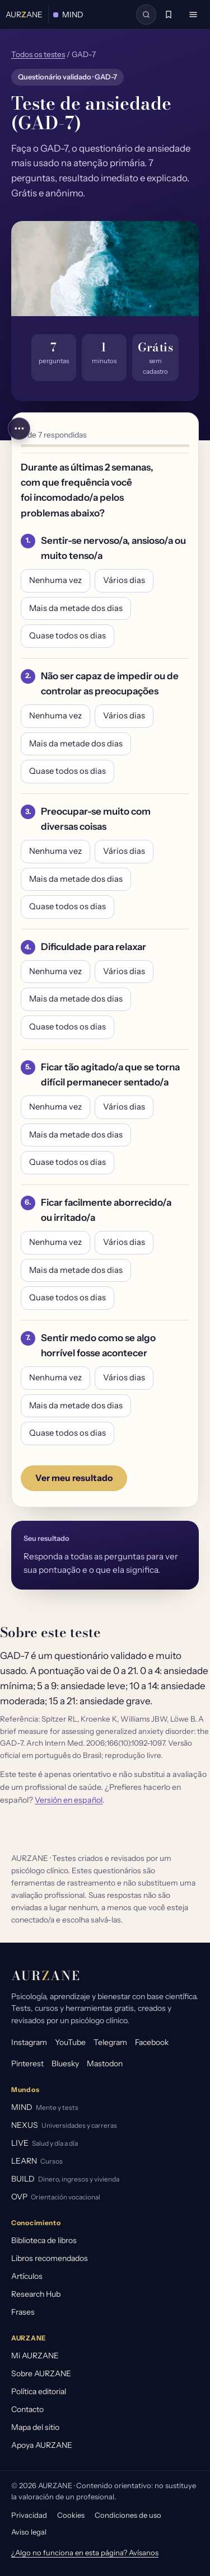 AURZANE MIND
Todos os testes / GAD-7
Questionário validado · GAD-7
Teste de ansiedade
(GAD-7)
Faça o GAD-7, o questionário de ansiedade
mais usado na atenção primária. 7
perguntas, resultado imediato e explicado.
Grátis e anônimo.
7
perguntas
1
minutos
Grátis
sem
cadastro
de 7 respondidas
Durante as últimas 2 semanas,
com que frequência você
foi incomodado/a pelos
problemas abaixo?
1. Sentir-se nervoso/a, ansioso/a ou
muito tenso/a
Nenhuma vez Vários dias
Mais da metade dos dias
Quase todos os dias
2. Não ser capaz de impedir ou de
controlar as preocupações
Nenhuma vez Vários dias
Mais da metade dos dias
Quase todos os dias
3. Preocupar-se muito com
diversas coisas
Nenhuma vez Vários dias
Mais da metade dos dias
Quase todos os dias
4. Dificuldade para relaxar
Nenhuma vez Vários dias
Mais da metade dos dias
Quase todos os dias
5. Ficar tão agitado/a que se torna
difícil permanecer sentado/a
Nenhuma vez Vários dias
Mais da metade dos dias
Quase todos os dias
6. Ficar facilmente aborrecido/a
ou irritado/a
Nenhuma vez Vários dias
Mais da metade dos dias
Quase todos os dias
7. Sentir medo como se algo
horrível fosse acontecer
Nenhuma vez Vários dias
Mais da metade dos dias
Quase todos os dias
Ver meu resultado
Seu resultado
Responda a todas as perguntas para ver
sua pontuação e o que ela significa.
Sobre este teste
GAD-7 é um questionário validado e muito
usado. A pontuação vai de 0 a 21. 0 a 4: ansiedade
mínima; 5 a 9: ansiedade leve; 10 a 14: ansiedade
moderada; 15 a 21: ansiedade grave.
Referência: Spitzer RL, Kroenke K, Williams JBW, Löwe B. A
brief measure for assessing generalized anxiety disorder: the
GAD-7. Arch Intern Med. 2006;166(10):1092-1097. Versão
oficial em português do Brasil; reprodução livre.
Este teste é apenas orientativo e não substitui a avaliação
de um profissional de saúde. ¿Prefieres hacerlo en
español? Versión en español.
AURZANE · Testes criados e revisados por um
psicólogo clínico. Estes questionários são
ferramentas de rastreamento e não substituem uma
avaliação profissional. Suas respostas não são
enviadas a lugar nenhum, a menos que você esteja
conectado/a e escolha salvá-las.
AURZANE
Psicologia, aprendizaje y bienestar con base científica.
Tests, cursos y herramientas gratis, creados y
revisados por un psicólogo clínico.
Instagram YouTube Telegram Facebook
Pinterest Bluesky Mastodon
Mundos
MIND Mente y tests
NEXUS Universidades y carreras
LIVE Salud y día a día
LEARN Cursos
BUILD Dinero, ingresos y vivienda
OVP Orientación vocacional
Conocimiento
Biblioteca de libros
Libros recomendados
Artículos
Research Hub
Frases
AURZANE
Mi AURZANE
Sobre AURZANE
Política editorial
Contacto
Mapa del sitio
Apoya AURZANE
© 2026 AURZANE · Contenido orientativo: no sustituye
la valoración de un profesional.
Privacidad Cookies Condiciones de uso
Aviso legal
¿Algo no funciona en esta página? Avísanos